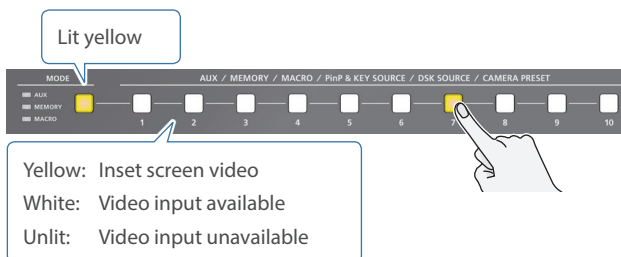 Lit yellow
MODE
AUX / MEMORY / MACRO / PinP & KEY SOURCE / DSK SOURCE / CAMERA PRESET
AUX
MEMORY
MACRO
1 2 3 4 5 6 7 8 9 10
Yellow: Inset screen video
White: Video input available
Unlit: Video input unavailable